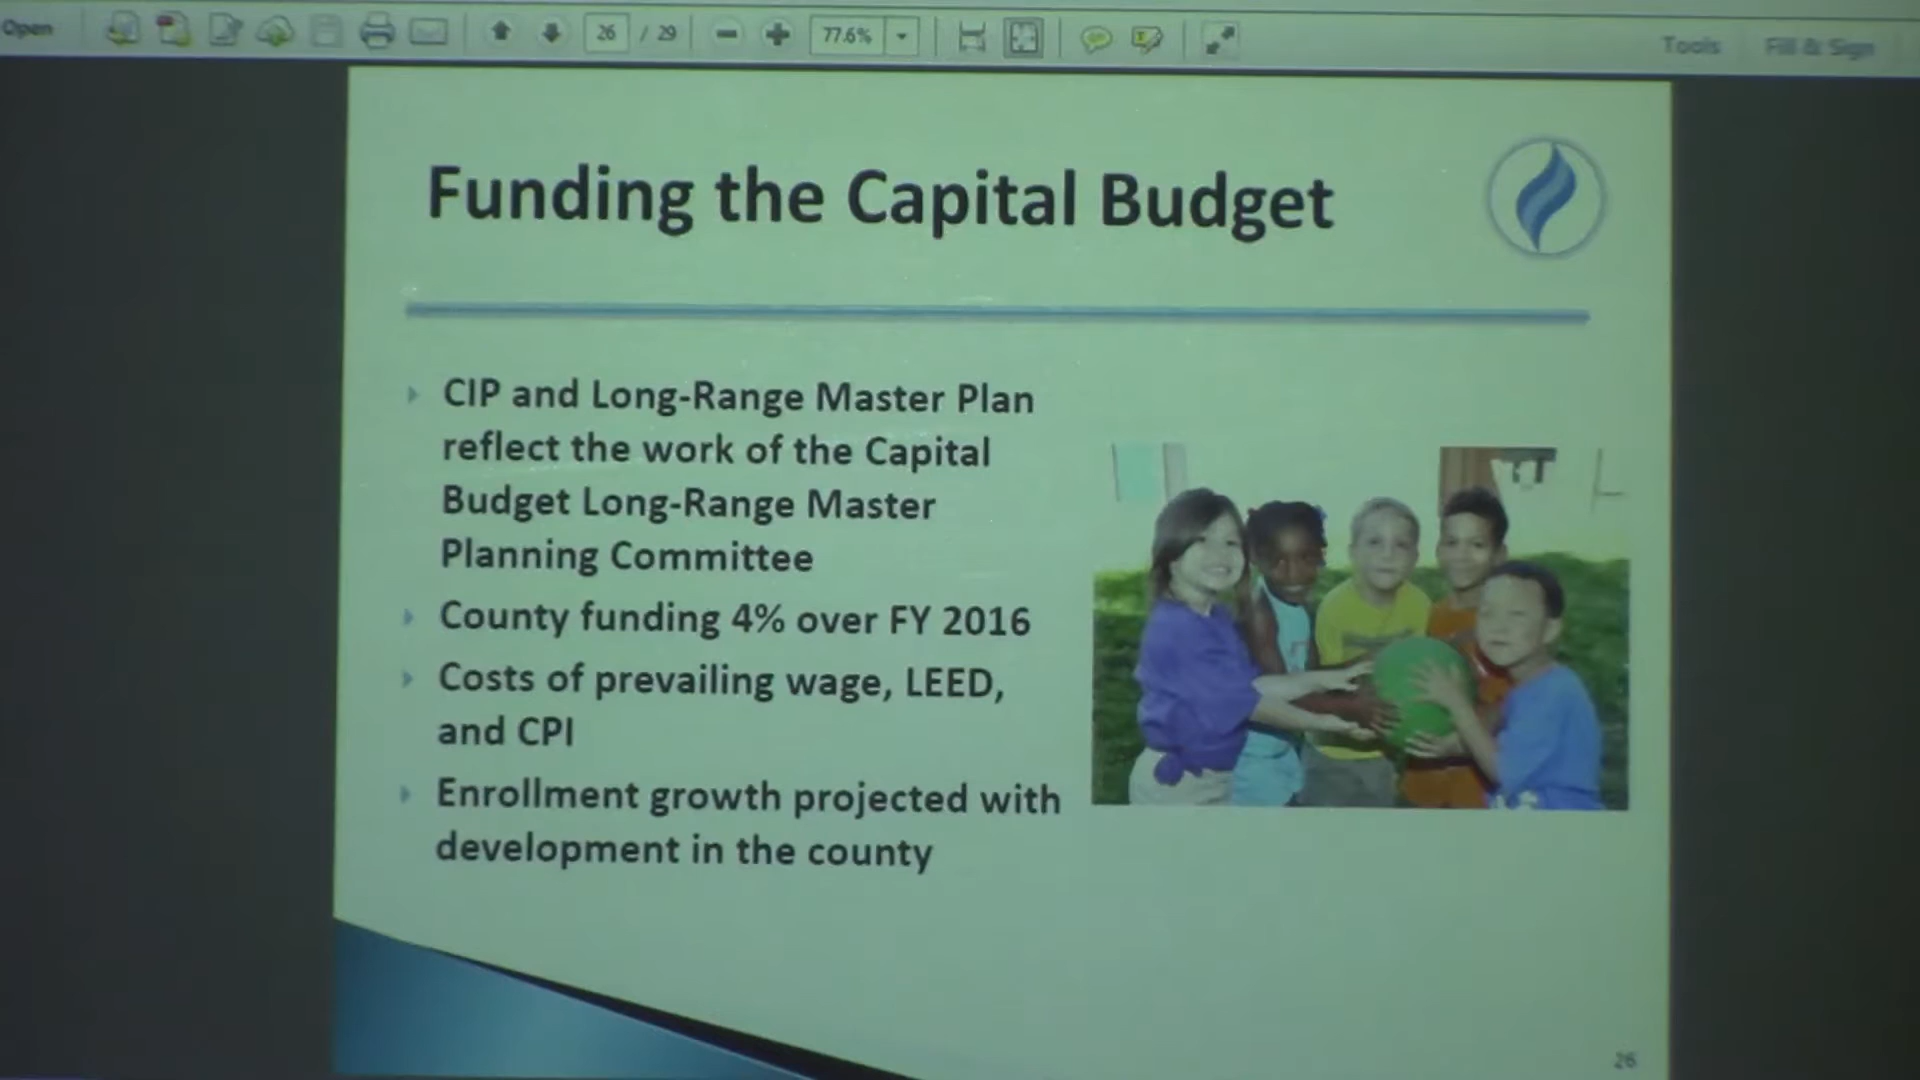 Open
26 / 29
77.6%
Tools
Fill & Sign
Funding the Capital Budget
CIP and Long-Range Master Plan
reflect the work of the Capital
Budget Long-Range Master
Planning Committee
County funding 4% over FY 2016
Costs of prevailing wage, LEED,
and CPI
Enrollment growth projected with
development in the county
26